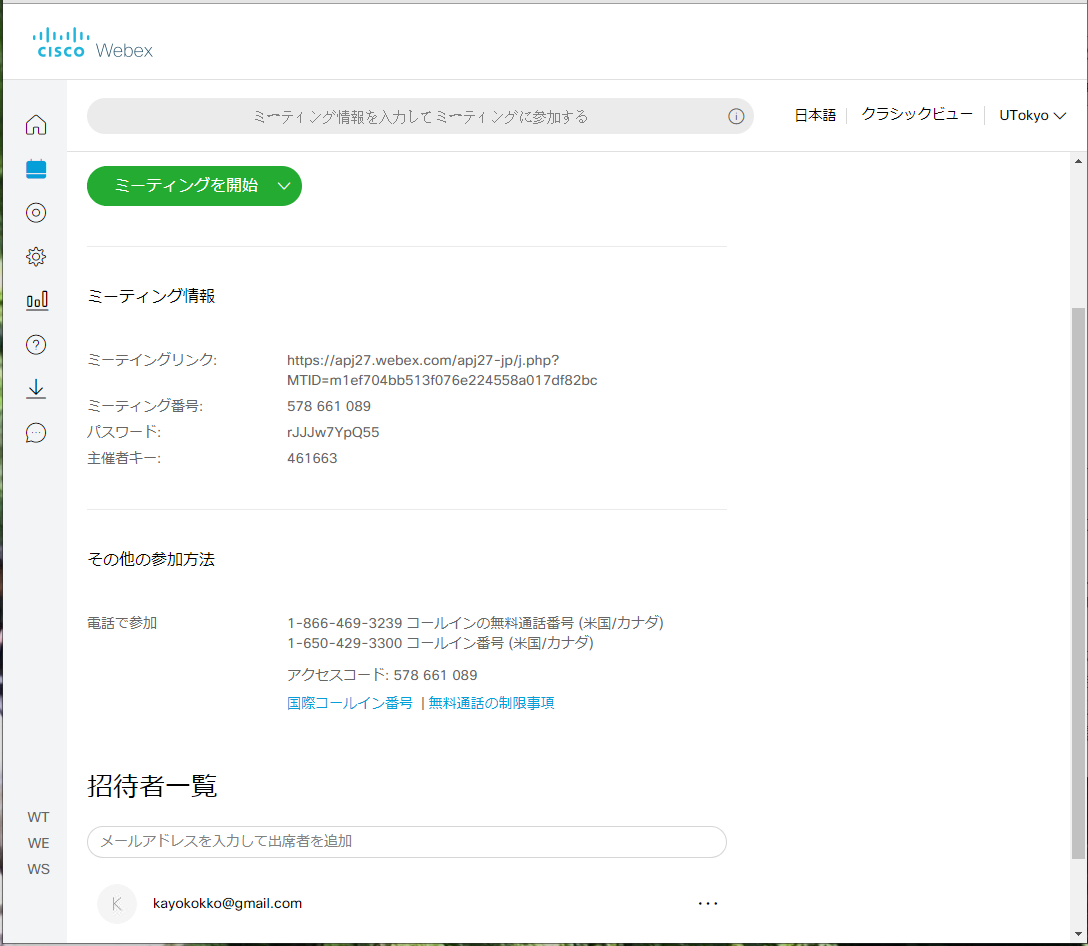 CISCO Webex
ミーティング情報を入力してミーティングに参加する
日本語
クラシックビュー
UTokyo
ミーティングを開始
ミーティング情報
ミーテイングリンク:
https://apj27.webex.com/apj27-jp/j.php?
MTID=m1ef704bb513f076e224558a017df82bc
ミーティング番号:
578 661 089
パスワード:
rJJJw7YpQ55
主催者キー:
461663
その他の参加方法
電話で参加
1-866-469-3239 コールインの無料通話番号 (米国/カナダ)
1-650-429-3300 コールイン番号 (米国/カナダ)
アクセスコード: 578 661 089
国際コールイン番号 | 無料通話の制限事項
招待者一覧
メールアドレスを入力して出席者を追加
K
kayokokko@gmail.com
WT
WE
WS